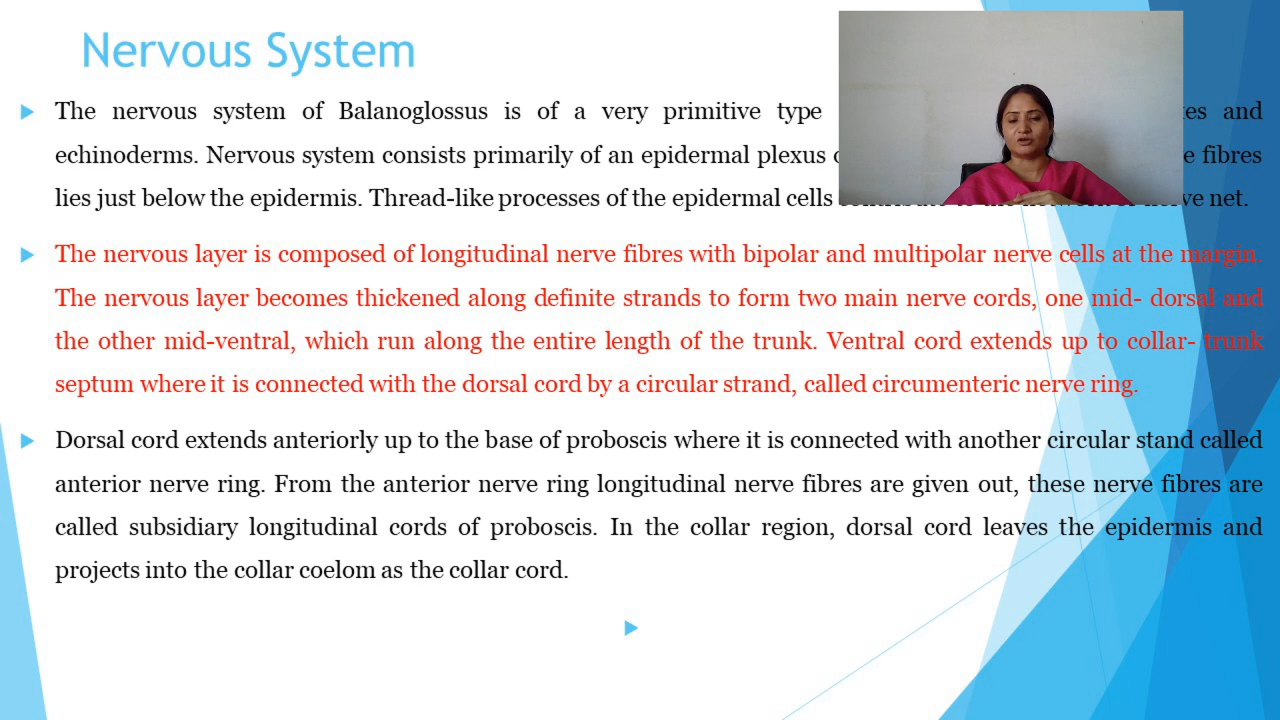 Nervous System
The nervous system of Balanoglossus is of a very primitive type and
echinoderms. Nervous system consists primarily of an epidermal plexus fibres
lies just below the epidermis. Thread-like processes of the epidermal cells net.
The nervous layer is composed of longitudinal nerve fibres with bipolar and multipolar nerve cells at the margin.
The nervous layer becomes thickened along definite strands to form two main nerve cords, one mid- dorsal and
the other mid-ventral, which run along the entire length of the trunk. Ventral cord extends up to collar- trunk
septum where it is connected with the dorsal cord by a circular strand, called circumenteric nerve ring.
Dorsal cord extends anteriorly up to the base of proboscis where it is connected with another circular stand called
anterior nerve ring. From the anterior nerve ring longitudinal nerve fibres are given out, these nerve fibres are
called subsidiary longitudinal cords of proboscis. In the collar region, dorsal cord leaves the epidermis and
projects into the collar coelom as the collar cord.